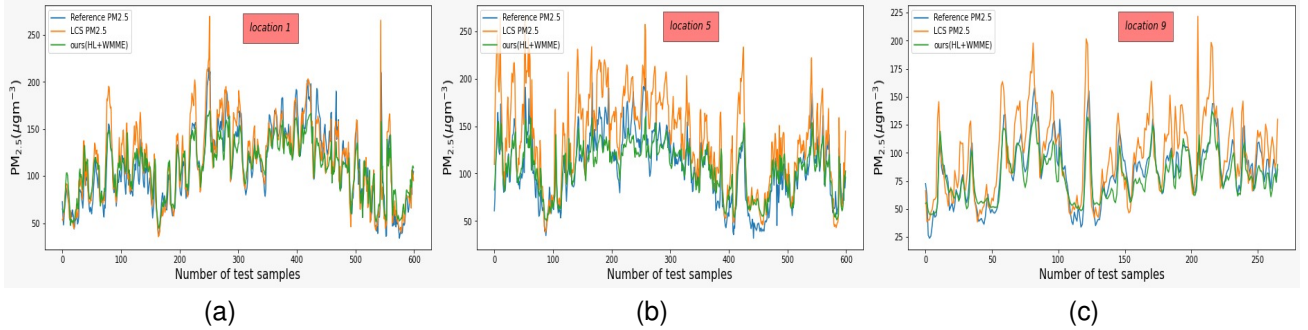 Reference PM2.5
LCS PM2.5
ours(HL+WMME)
location 1
PM₂.₅(μgm⁻³)
250
200
150
100
50
0
100
200
300
400
500
600
Number of test samples
(a)
Reference PM2.5
LCS PM2.5
ours(HL+WMME)
location 5
PM₂.₅(μgm⁻³)
250
200
150
100
50
0
100
200
300
400
500
600
Number of test samples
(b)
Reference PM2.5
LCS PM2.5
ours(HL+WMME)
location 9
PM₂.₅(μgm⁻³)
225
200
175
150
125
100
75
50
25
0
50
100
150
200
250
Number of test samples
(c)